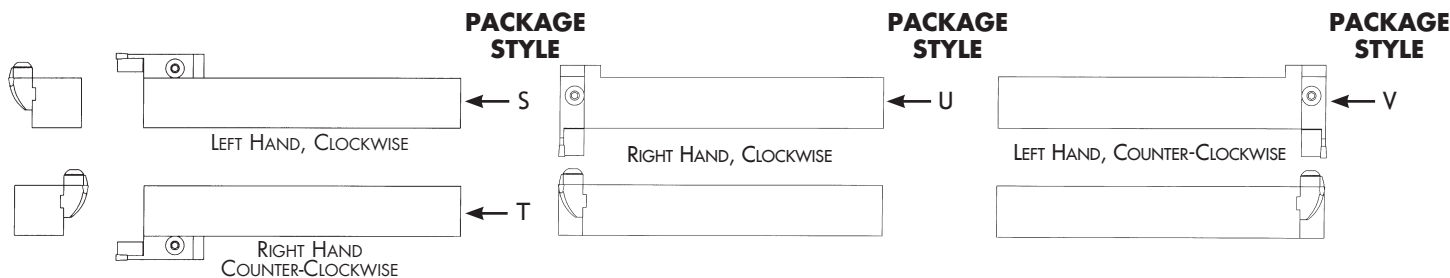 PACKAGE
STYLE
S
LEFT HAND, CLOCKWISE
T
RIGHT HAND
COUNTER-CLOCKWISE
PACKAGE
STYLE
U
RIGHT HAND, CLOCKWISE
PACKAGE
STYLE
V
LEFT HAND, COUNTER-CLOCKWISE